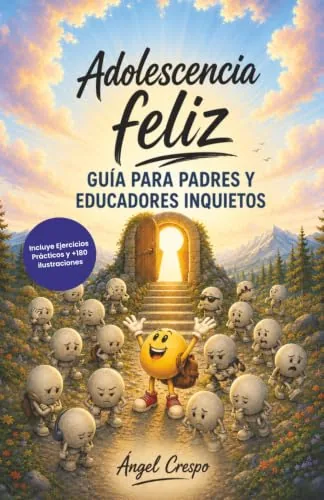 Adolescencia
feliz
GUÍA PARA PADRES Y
EDUCADORES INQUIETOS
Incluye Ejercicios
Prácticos y +180
ilustraciones
Ángel Crespo